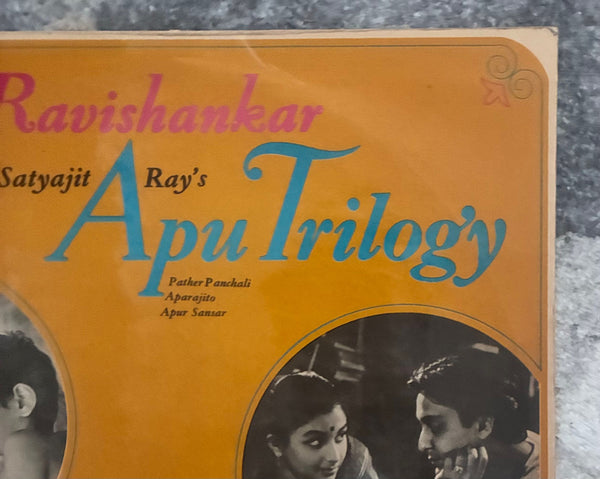 Ravishankar
Satyajit Ray's
Apu Trilogy
Pather Panchali
Aparajito
Apur Sansar